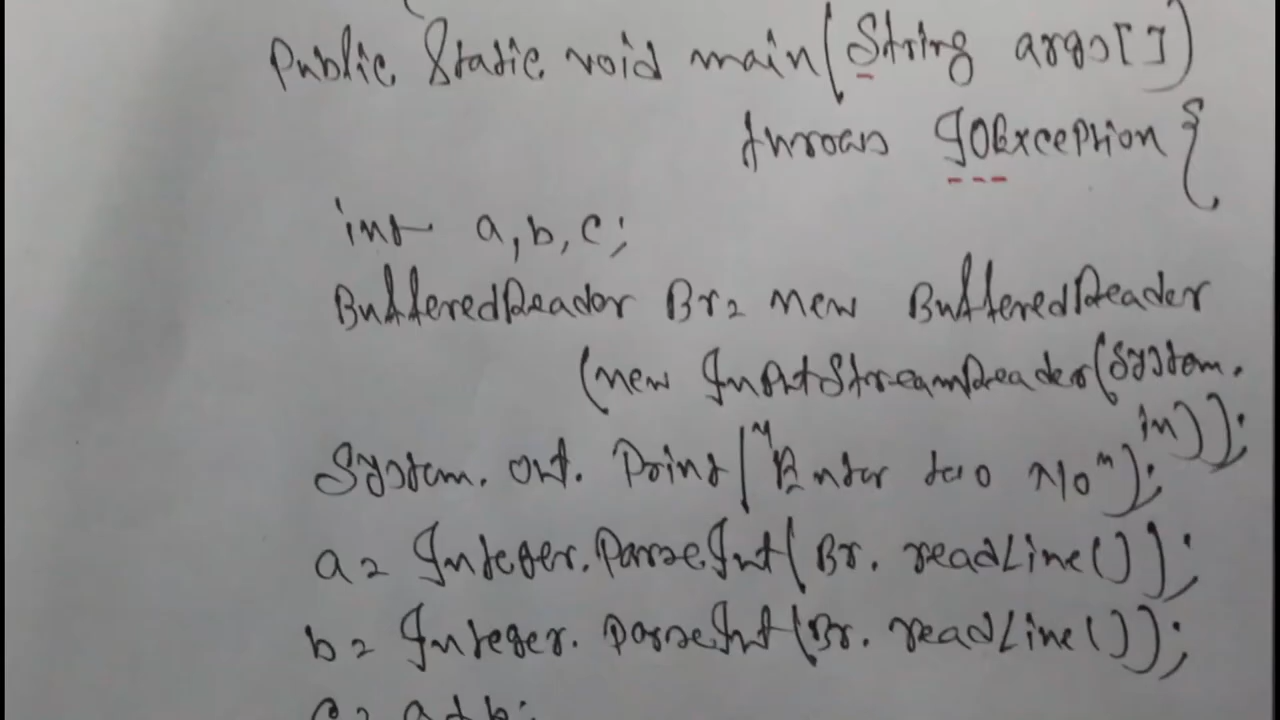 Public static void main(String args[])
throws IOException {
int a, b, c;
BufferedReader Br = new BufferedReader
(new InputStreamReader(System.
in));
System.out.Print("Enter two No");
a = Integer.ParseInt(Br.readLine());
b = Integer.ParseInt(Br.readLine());
c = a + b;